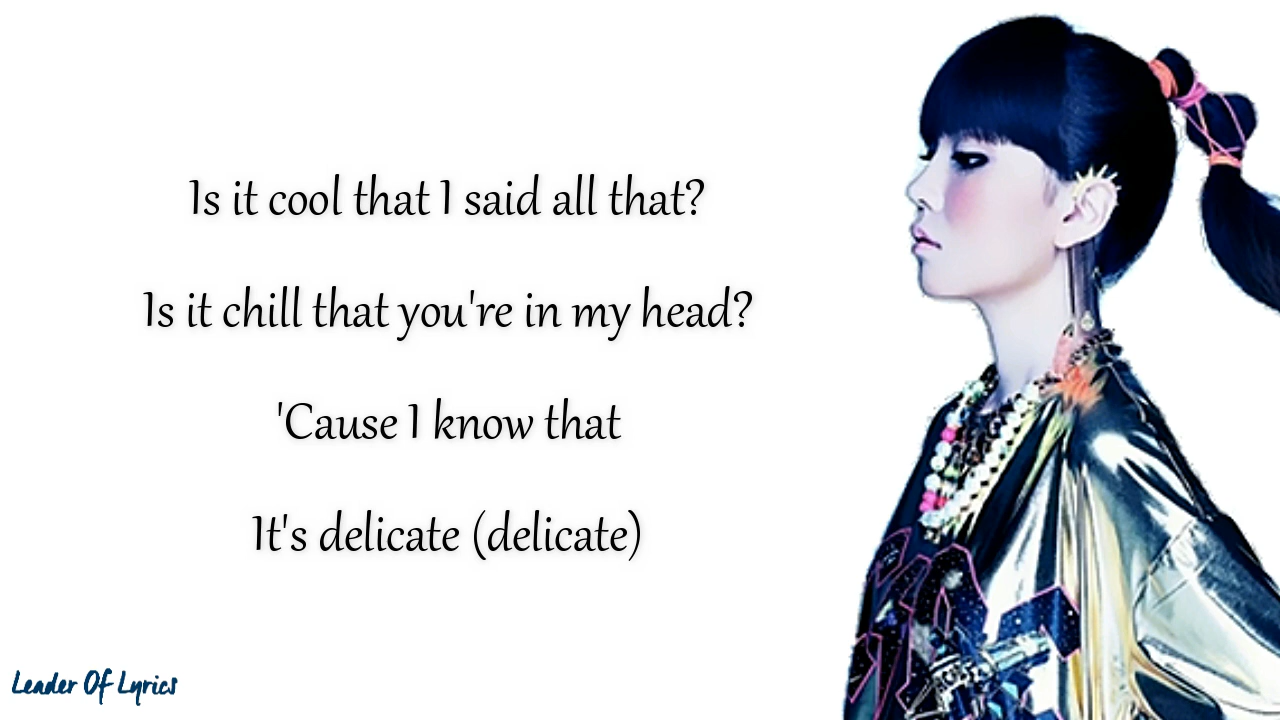 Is it cool that I said all that?
Is it chill that you're in my head?
'Cause I know that
It's delicate (delicate)
Leader Of Lyrics